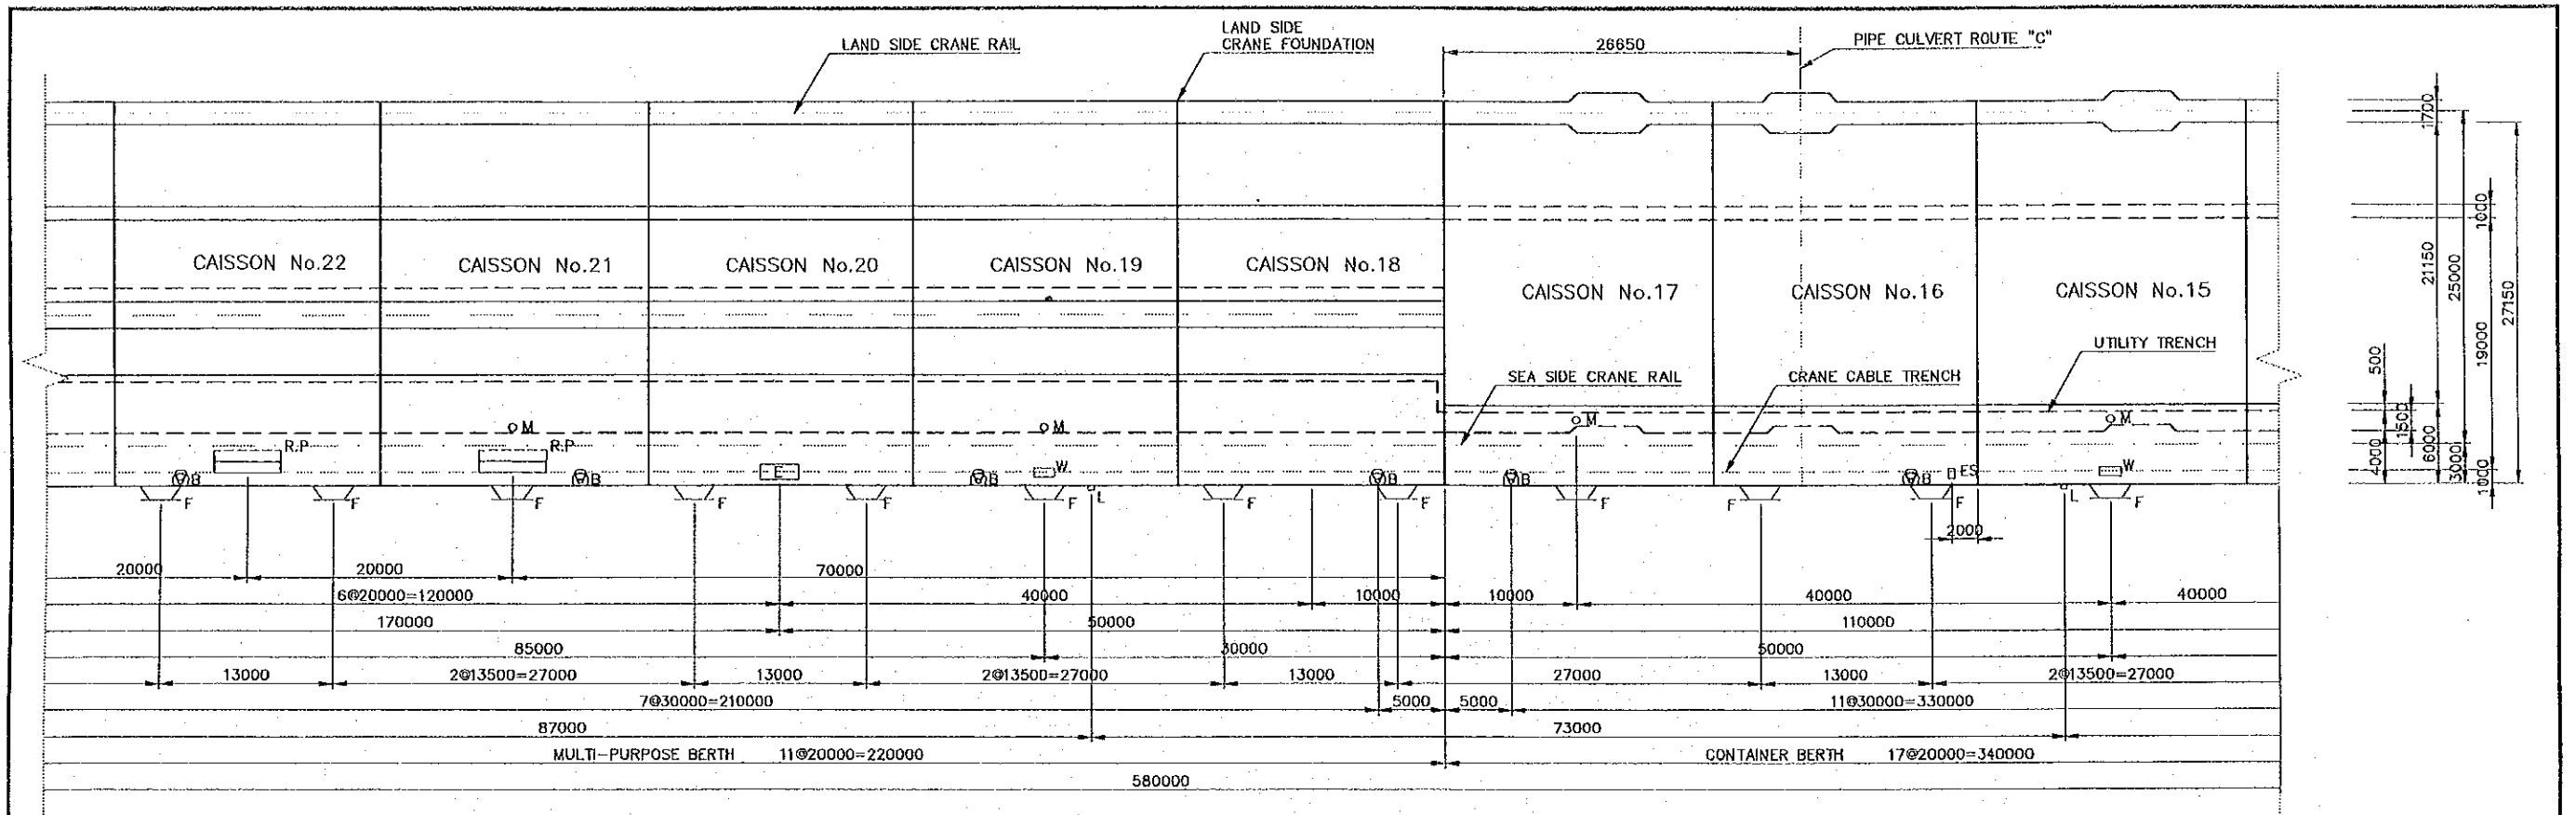 LAND SIDE CRANE RAIL
LAND SIDE
CRANE FOUNDATION
26650
PIPE CULVERT ROUTE "C"
1700
1000
21150
25000
27150
19000
500
1500
4000
6000
3000
1000
CAISSON No.22
CAISSON No.21
CAISSON No.20
CAISSON No.19
CAISSON No.18
CAISSON No.17
CAISSON No.16
CAISSON No.15
UTILITY TRENCH
SEA SIDE CRANE RAIL
CRANE CABLE TRENCH
M
M
M
M
R.P
R.P
B
B
E
B
W
B
B
B
ES
W
F
F
F
F
F
F
L
F
F
F
F
F
L
F
2000
20000
20000
70000
6@20000=120000
40000
10000
10000
40000
40000
170000
50000
110000
85000
30000
50000
13000
2@13500=27000
13000
2@13500=27000
13000
27000
13000
2@13500=27000
7@30000=210000
5000
5000
11@30000=330000
87000
73000
MULTI-PURPOSE BERTH 11@20000=220000
CONTAINER BERTH 17@20000=340000
580000